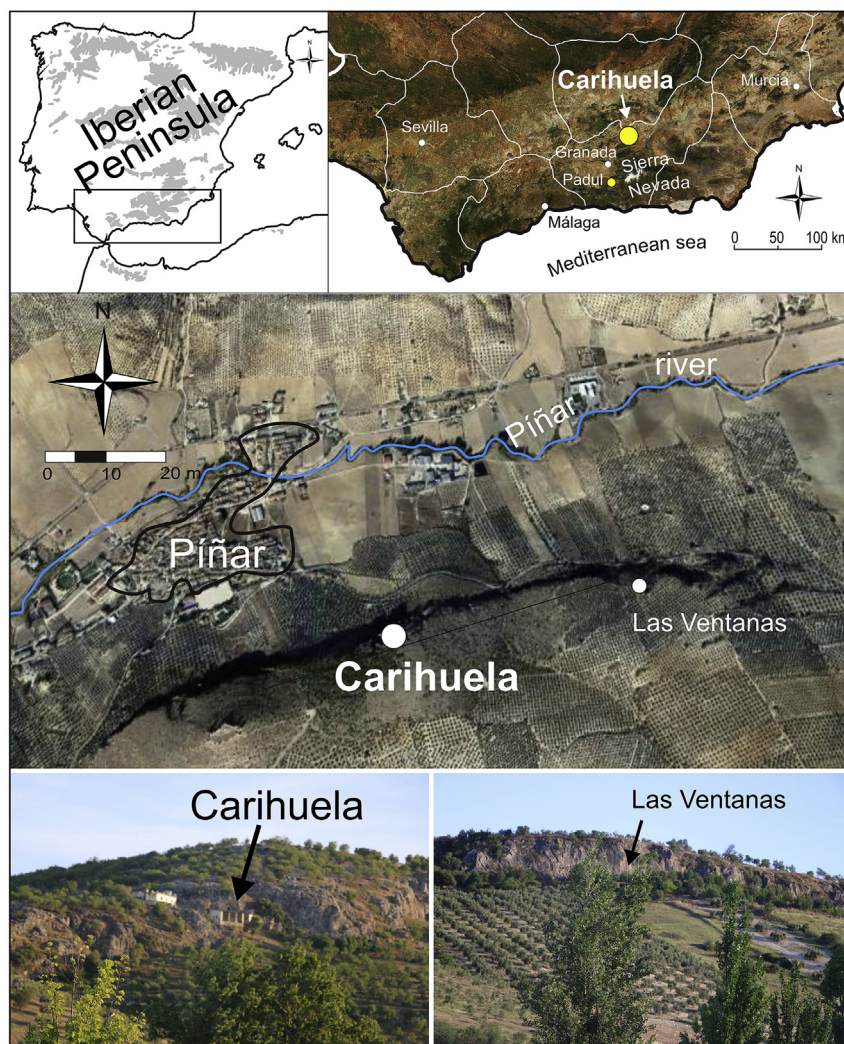 Iberian
Peninsula
N
Carihuela
Murcia
Sevilla
Granada
Sierra
Padul
Nevada
Málaga
Mediterranean sea
0 50 100 km
N
river
Píñar
0 10 20 m
Píñar
Las Ventanas
Carihuela
Carihuela
Las Ventanas